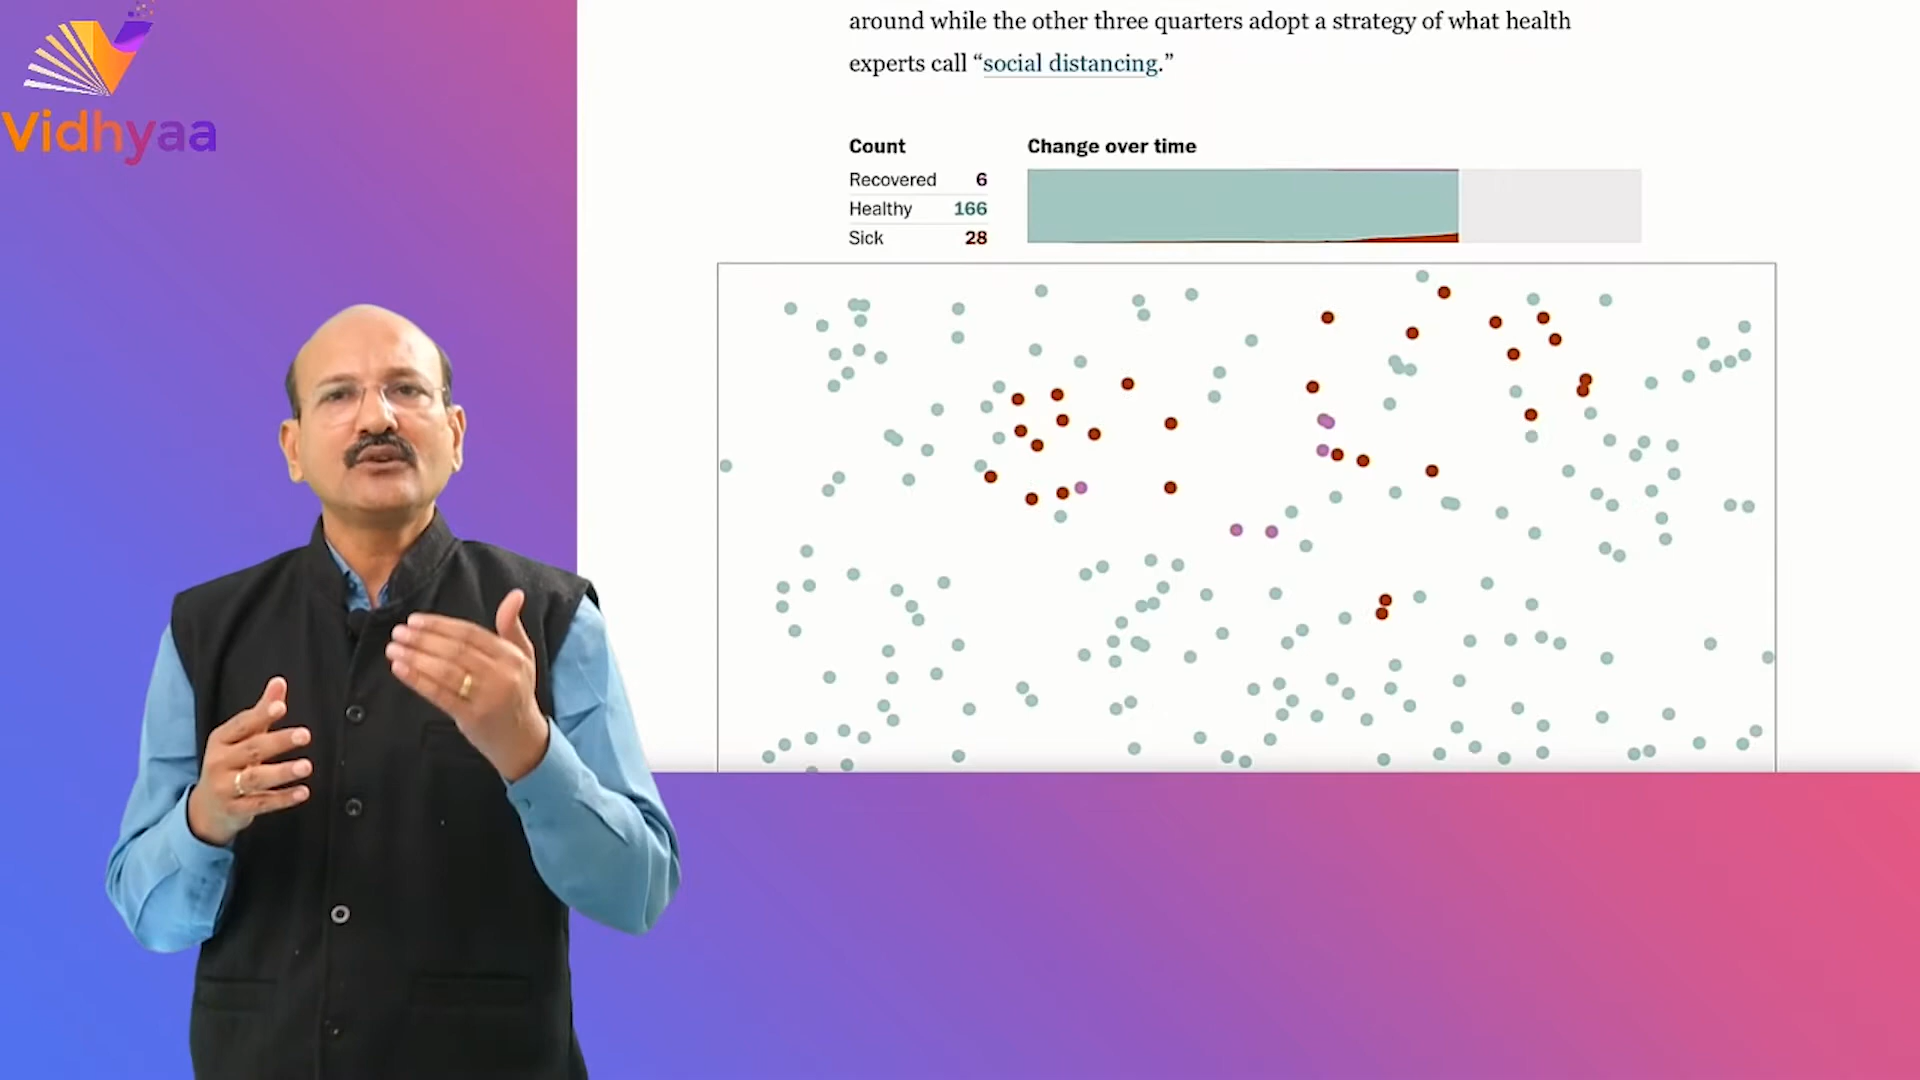 Vidhyaa
around while the other three quarters adopt a strategy of what health
experts call “social distancing.”
Count
Change over time
Recovered 6
Healthy 166
Sick 28